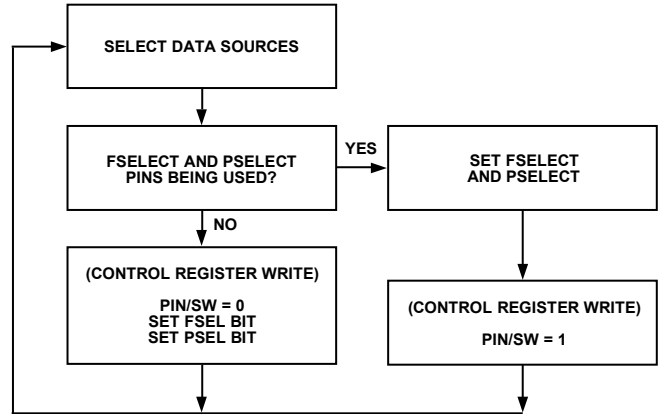 SELECT DATA SOURCES
FSELECT AND PSELECT
PINS BEING USED?
YES
SET FSELECT
AND PSELECT
NO
(CONTROL REGISTER WRITE)
PIN/SW = 0
SET FSEL BIT
SET PSEL BIT
(CONTROL REGISTER WRITE)
PIN/SW = 1